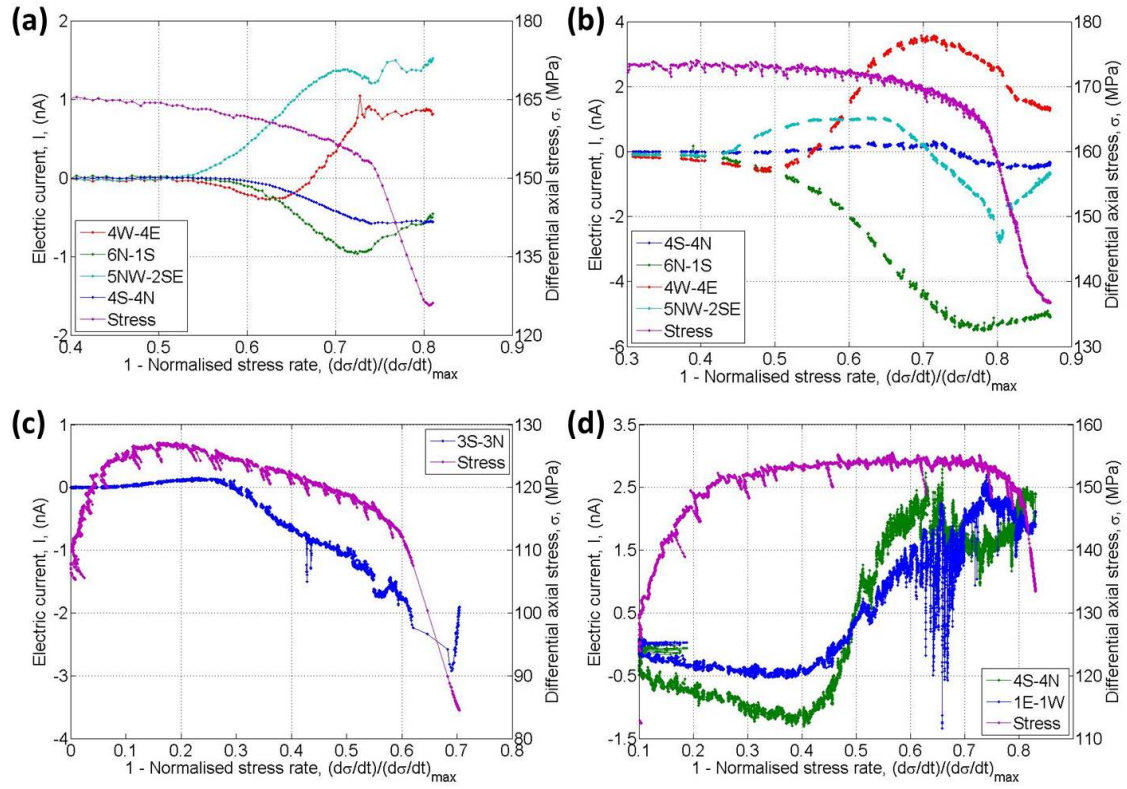 (a)
2
1
0
-1
-2
Electric current, I, (nA)
180
165
150
135
120
Differential axial stress, σ, (MPa)
4W-4E
6N-1S
5NW-2SE
4S-4N
Stress
0.4
0.5
0.6
0.7
0.8
0.9
1 - Normalised stress rate, (dσ/dt)/(dσ/dt)max
(b)
4
2
0
-2
-4
-6
Electric current, I, (nA)
180
170
160
150
140
130
Differential axial stress, σ, (MPa)
4S-4N
6N-1S
4W-4E
5NW-2SE
Stress
0.3
0.4
0.5
0.6
0.7
0.8
0.9
1 - Normalised stress rate, (dσ/dt)/(dσ/dt)max
(c)
1
0
-1
-2
-3
-4
Electric current, I, (nA)
130
120
110
100
90
80
Differential axial stress, σ, (MPa)
3S-3N
Stress
0
0.1
0.2
0.3
0.4
0.5
0.6
0.7
0.8
1 - Normalised stress rate, (dσ/dt)/(dσ/dt)max
(d)
3.5
2.5
1.5
0.5
-0.5
-1.5
Electric current, I, (nA)
160
150
140
130
120
110
Differential axial stress, σ, (MPa)
4S-4N
1E-1W
Stress
0.1
0.2
0.3
0.4
0.5
0.6
0.7
0.8
1 - Normalised stress rate, (dσ/dt)/(dσ/dt)max